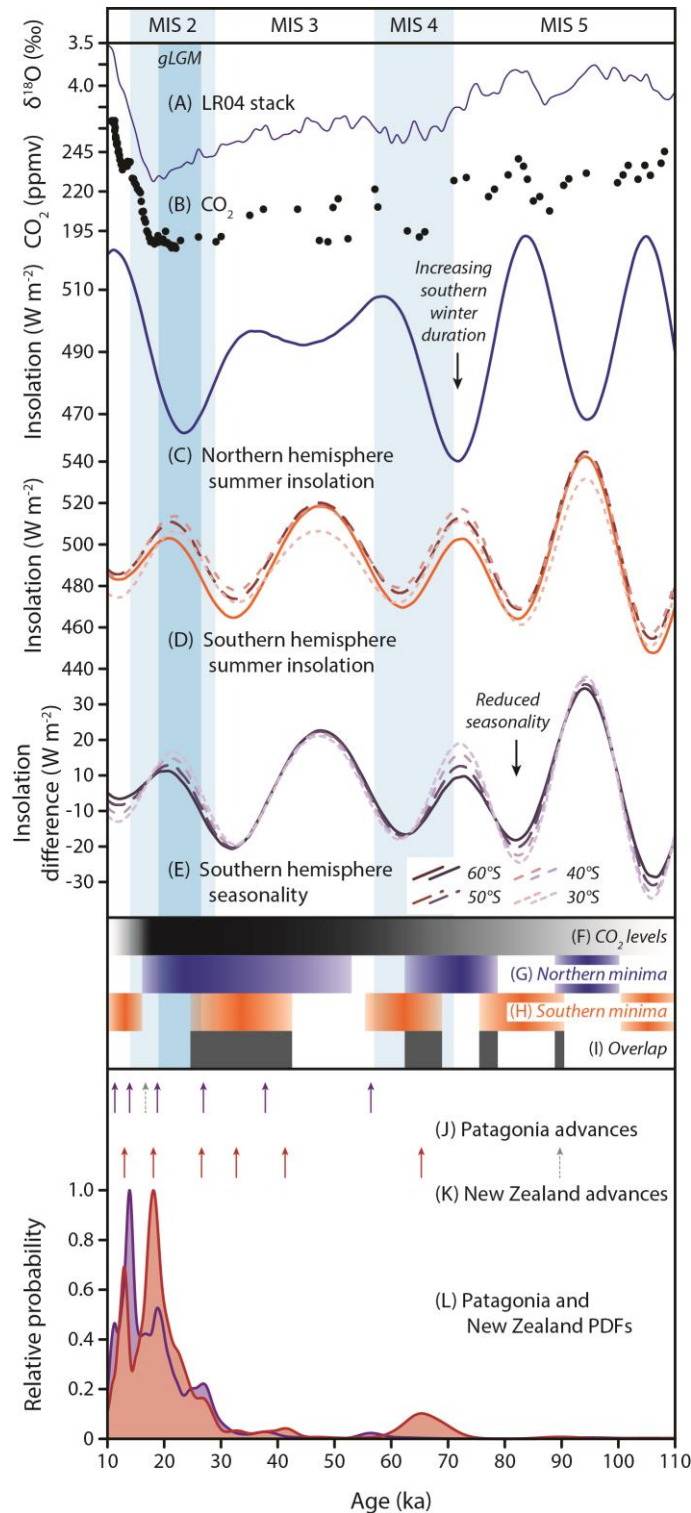 MIS 2
MIS 3
MIS 4
MIS 5
gLGM
3.5
4.0
δ¹⁸O (‰)
(A) LR04 stack
245
220
195
CO₂ (ppmv)
(B) CO₂
510
490
470
Insolation (W m⁻²)
Increasing
southern
winter
duration
(C) Northern hemisphere
summer insolation
540
520
500
480
460
440
Insolation (W m⁻²)
(D) Southern hemisphere
summer insolation
30
20
10
-10
-20
-30
Insolation
difference (W m⁻²)
Reduced
seasonality
(E) Southern hemisphere
seasonality
60°S
50°S
40°S
30°S
(F) CO₂ levels
(G) Northern minima
(H) Southern minima
(I) Overlap
(J) Patagonia advances
(K) New Zealand advances
(L) Patagonia and
New Zealand PDFs
1.0
0.8
0.6
0.4
0.2
0
Relative probability
10
20
30
40
50
60
70
80
90
100
110
Age (ka)